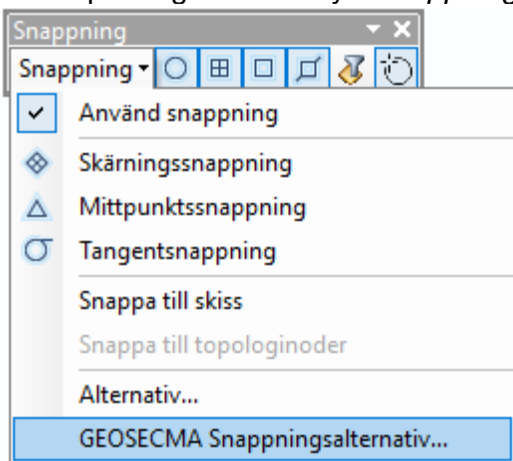 Snappning
Snappning
Använd snappning
Skärningssnappning
Mittpunktssnappning
Tangentsnappning
Snappa till skiss
Snappa till topologinoder
Alternativ...
GEOSECMA Snappningsalternativ...